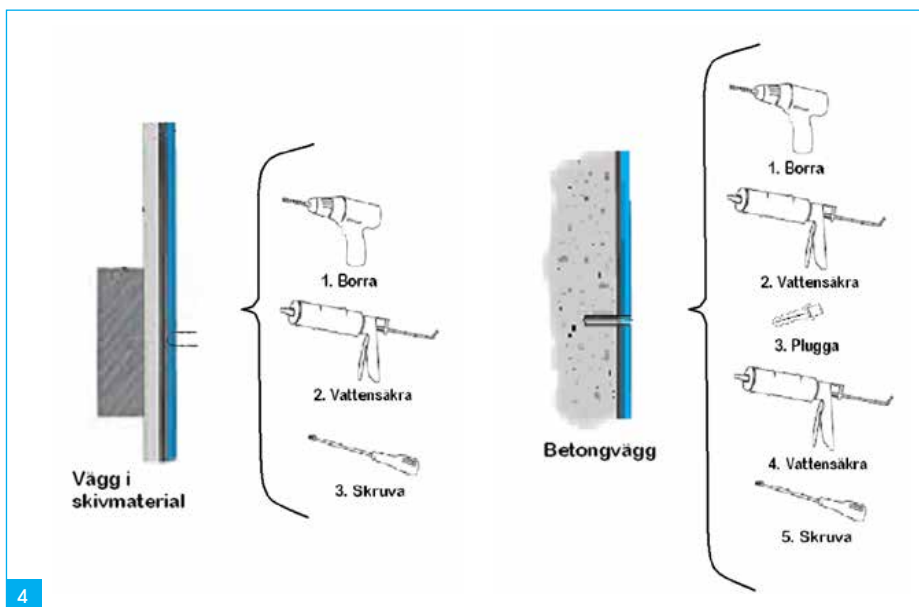 Vägg i
skivmaterial
1. Borra
2. Vattensäkra
3. Skruva
Betongvägg
1. Borra
2. Vattensäkra
3. Plugga
4. Vattensäkra
5. Skruva
4